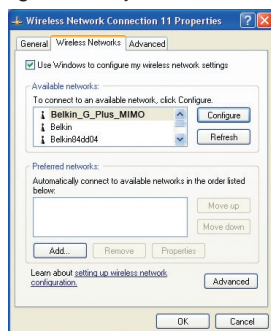 Wireless Network Connection 11 Properties
General Wireless Networks Advanced
Use Windows to configure my wireless network settings
Available networks:
To connect to an available network, click Configure.
Belkin_G_Plus_MIMO
Configure
Belkin
Belkin84dd04
Refresh
Preferred networks:
Automatically connect to available networks in the order listed
below:
Move up
Move down
Add... Remove Properties
Learn about setting up wireless network
configuration.
Advanced
OK Cancel